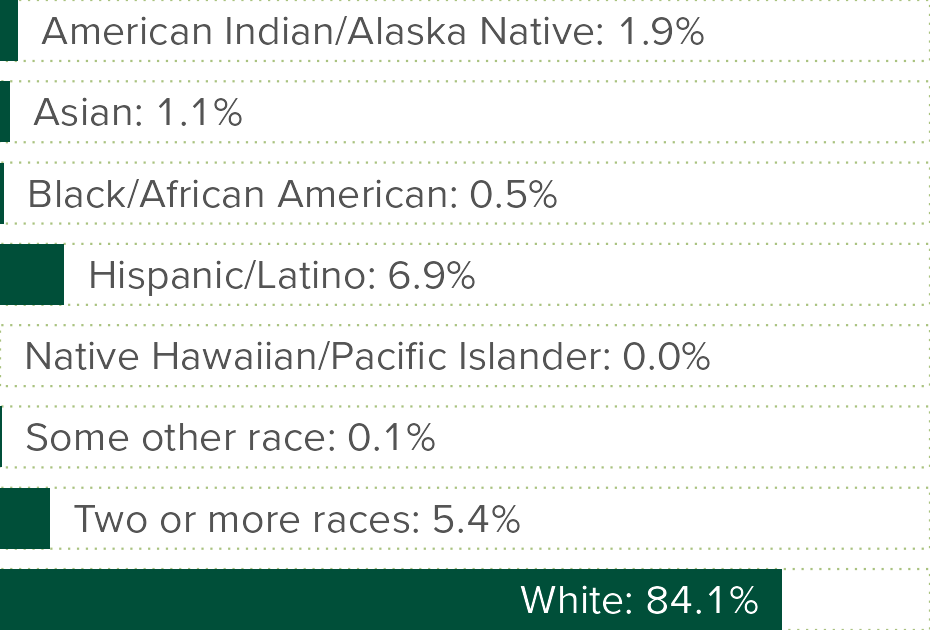 American Indian/Alaska Native: 1.9%
Asian: 1.1%
Black/African American: 0.5%
Hispanic/Latino: 6.9%
Native Hawaiian/Pacific Islander: 0.0%
Some other race: 0.1%
Two or more races: 5.4%
White: 84.1%